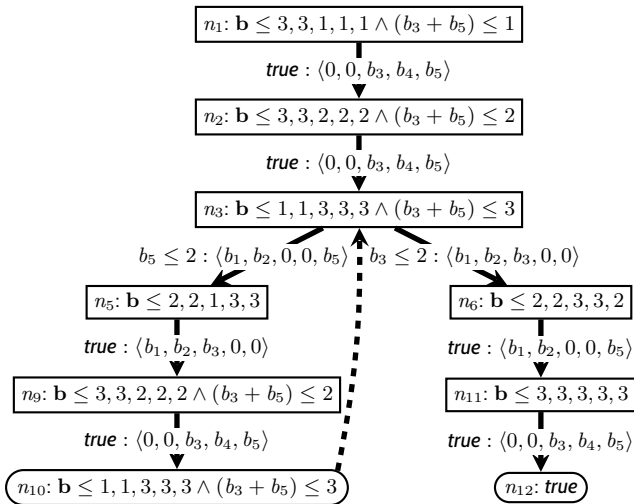 n₁: b ≤ 3, 3, 1, 1, 1 ∧ (b₃ + b₅) ≤ 1
true : ⟨0, 0, b₃, b₄, b₅⟩
n₂: b ≤ 3, 3, 2, 2, 2 ∧ (b₃ + b₅) ≤ 2
true : ⟨0, 0, b₃, b₄, b₅⟩
n₃: b ≤ 1, 1, 3, 3, 3 ∧ (b₃ + b₅) ≤ 3
b₅ ≤ 2 : ⟨b₁, b₂, 0, 0, b₅⟩ b₃ ≤ 2 : ⟨b₁, b₂, b₃, 0, 0⟩
n₅: b ≤ 2, 2, 1, 3, 3 n₆: b ≤ 2, 2, 3, 3, 2
true : ⟨b₁, b₂, b₃, 0, 0⟩ true : ⟨b₁, b₂, 0, 0, b₅⟩
n₉: b ≤ 3, 3, 2, 2, 2 ∧ (b₃ + b₅) ≤ 2 n₁₁: b ≤ 3, 3, 3, 3, 3
true : ⟨0, 0, b₃, b₄, b₅⟩ true : ⟨0, 0, b₃, b₄, b₅⟩
n₁₀: b ≤ 1, 1, 3, 3, 3 ∧ (b₃ + b₅) ≤ 3 n₁₂: true